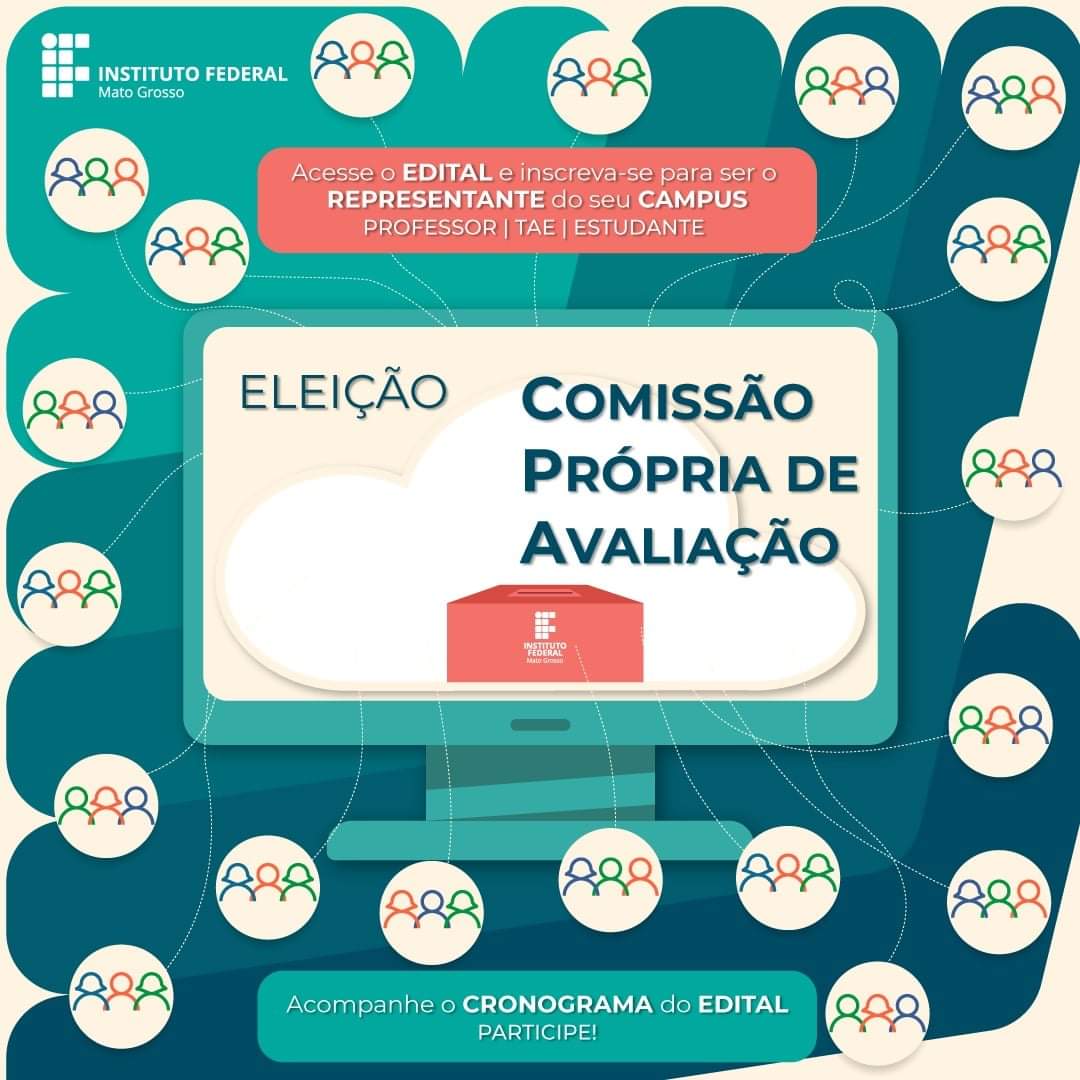 INSTITUTO FEDERAL
Mato Grosso
Acesse o EDITAL e inscreva-se para ser o
REPRESENTANTE do seu CAMPUS
PROFESSOR | TAE | ESTUDANTE
ELEIÇÃO
COMISSÃO
PRÓPRIA DE
AVALIAÇÃO
INSTITUTO
FEDERAL
Mato Grosso
Acompanhe o CRONOGRAMA do EDITAL
PARTICIPE!